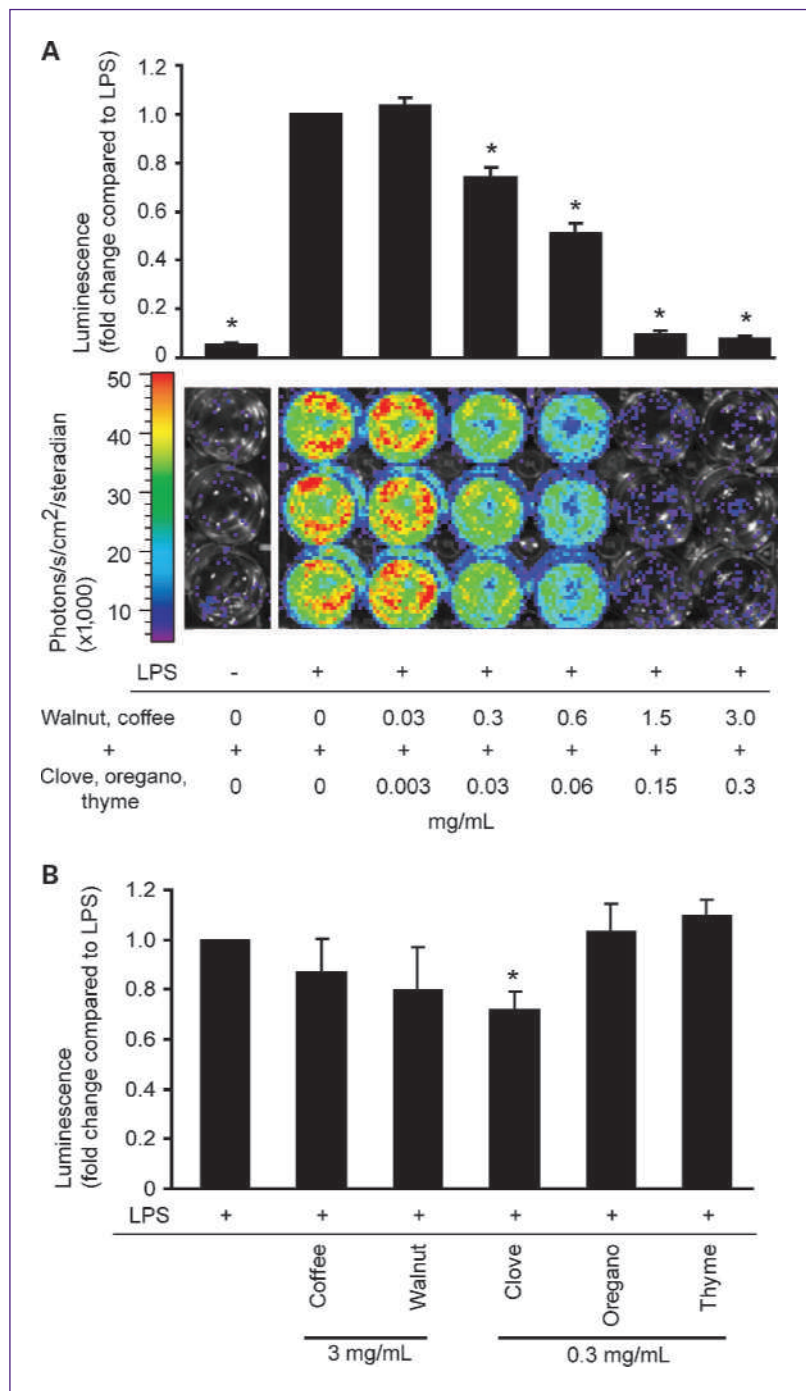 A
Luminescence
(fold change compared to LPS)
1.2
1.0
0.8
0.6
0.4
0.2
0
* * * * *
Photons/s/cm²/steradian
(x1,000)
50
40
30
20
10
LPS - + + + + + +
Walnut, coffee 0 0 0.03 0.3 0.6 1.5 3.0
+ + + + + + + +
Clove, oregano, 0 0 0.003 0.03 0.06 0.15 0.3
thyme
mg/mL
B
Luminescence
(fold change compared to LPS)
1.2
1.0
0.8
0.6
0.4
0.2
0
*
LPS + + + + + +
Coffee Walnut Clove Oregano Thyme
3 mg/mL 0.3 mg/mL